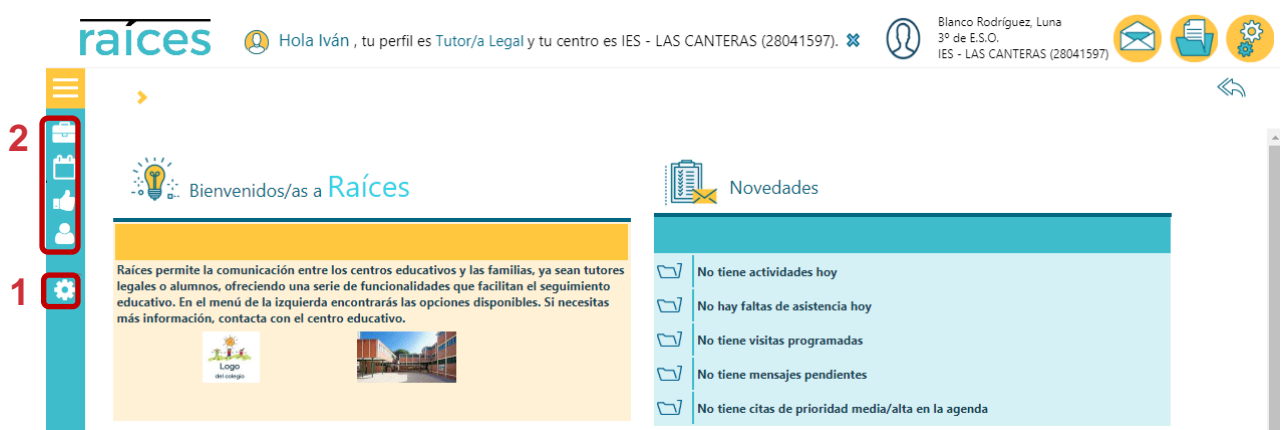 raíces
Hola Iván , tu perfil es Tutor/a Legal y tu centro es IES - LAS CANTERAS (28041597).
Blanco Rodríguez, Luna
3º de E.S.O.
IES - LAS CANTERAS (28041597)
2
1
Bienvenidos/as a Raíces
Raíces permite la comunicación entre los centros educativos y las familias, ya sean tutores
legales o alumnos, ofreciendo una serie de funcionalidades que facilitan el seguimiento
educativo. En el menú de la izquierda encontrarás las opciones disponibles. Si necesitas
más información, contacta con el centro educativo.
Logo
del colegio
Novedades
No tiene actividades hoy
No hay faltas de asistencia hoy
No tiene visitas programadas
No tiene mensajes pendientes
No tiene citas de prioridad media/alta en la agenda